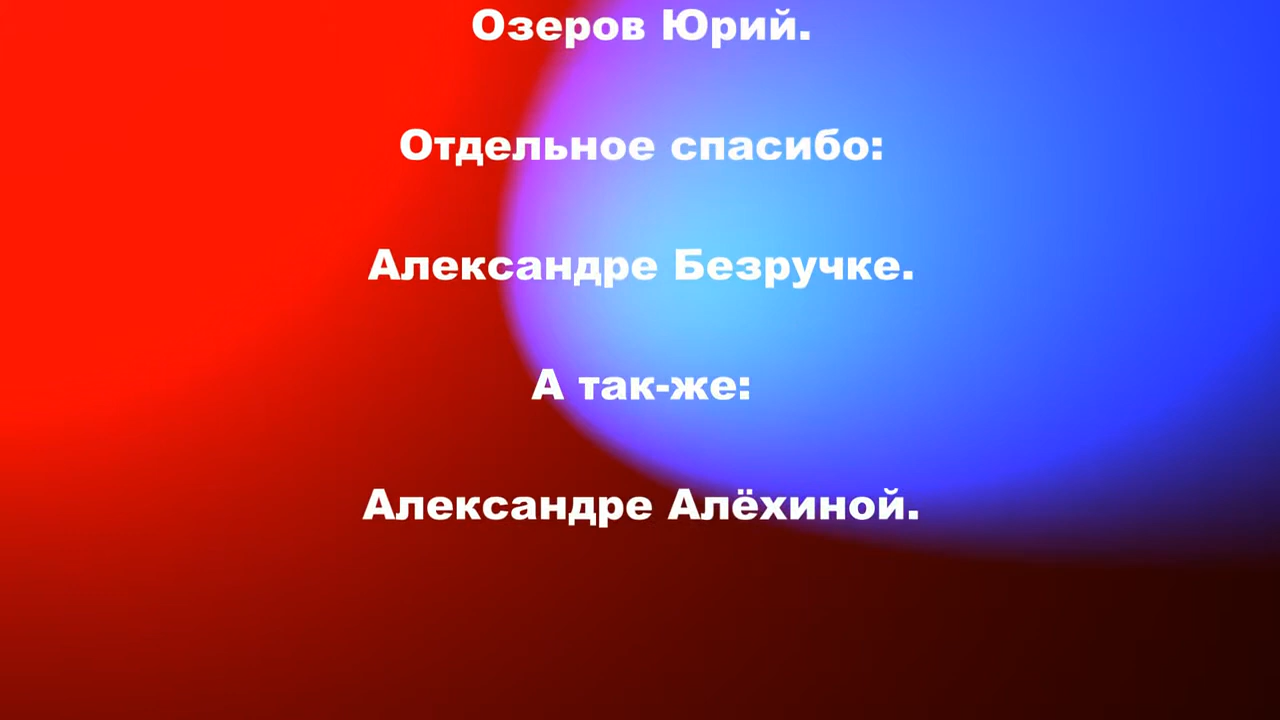 Озеров Юрий.
Отдельное спасибо:
Александре Безручке.
А так-же:
Александре Алёхиной.